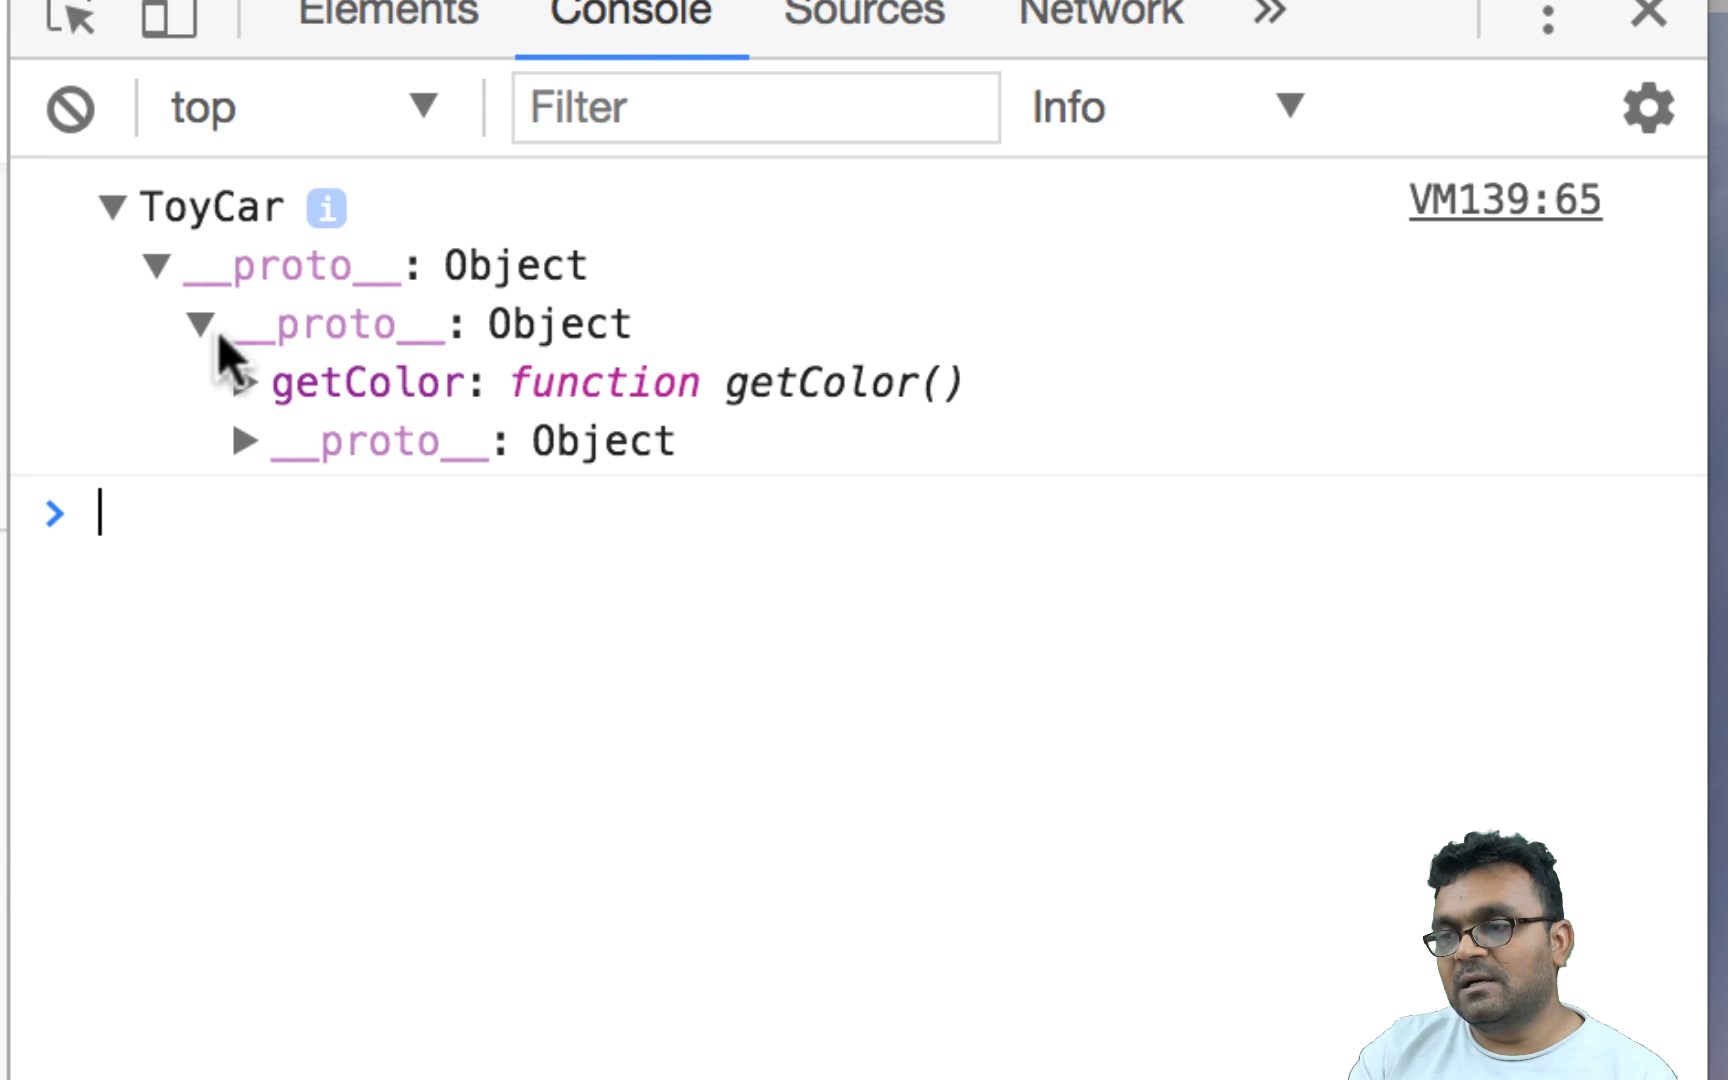 Elements Console Sources Network »
top Filter Info
ToyCar i VM139:65
__proto__: Object
__proto__: Object
getColor: function getColor()
__proto__: Object
>